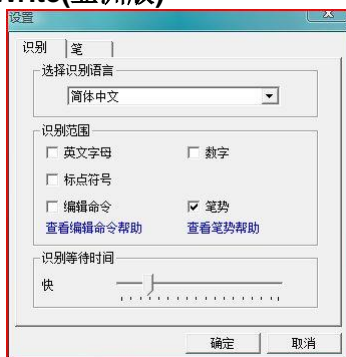 设置
识别 笔
选择识别语言
简体中文
识别范围
英文字母 数字
标点符号
编辑命令 笔势
查看编辑命令帮助 查看笔势帮助
识别等待时间
快
确定 取消